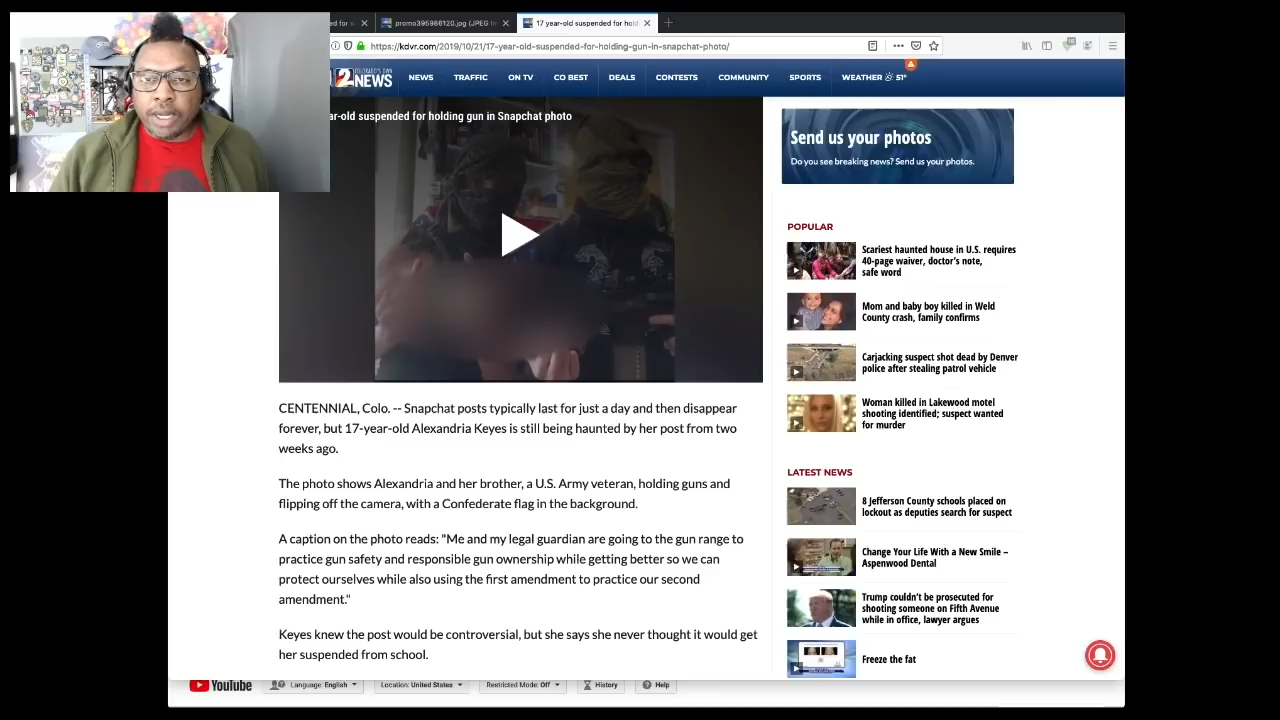 ed for s
promo395986120.jpg (JPEG Im
17 year-old suspended for hold
https://kdvr.com/2019/10/21/17-year-old-suspended-for-holding-gun-in-snapchat-photo/
COLORADO'S OWN
2 NEWS
NEWS TRAFFIC ON TV CO BEST DEALS CONTESTS COMMUNITY SPORTS WEATHER 51°
ar-old suspended for holding gun in Snapchat photo
CENTENNIAL, Colo. -- Snapchat posts typically last for just a day and then disappear
forever, but 17-year-old Alexandria Keyes is still being haunted by her post from two
weeks ago.
The photo shows Alexandria and her brother, a U.S. Army veteran, holding guns and
flipping off the camera, with a Confederate flag in the background.
A caption on the photo reads: "Me and my legal guardian are going to the gun range to
practice gun safety and responsible gun ownership while getting better so we can
protect ourselves while also using the first amendment to practice our second
amendment."
Keyes knew the post would be controversial, but she says she never thought it would get
her suspended from school.
Send us your photos
Do you see breaking news? Send us your photos.
POPULAR
Scariest haunted house in U.S. requires
40-page waiver, doctor's note,
safe word
Mom and baby boy killed in Weld
County crash, family confirms
Carjacking suspect shot dead by Denver
police after stealing patrol vehicle
Woman killed in Lakewood motel
shooting identified; suspect wanted
for murder
LATEST NEWS
8 Jefferson County schools placed on
lockout as deputies search for suspect
Change Your Life With a New Smile –
Aspenwood Dental
Trump couldn't be prosecuted for
shooting someone on Fifth Avenue
while in office, lawyer argues
Freeze the fat
YouTube
Language: English
Location: United States
Restricted Mode: Off
History
Help